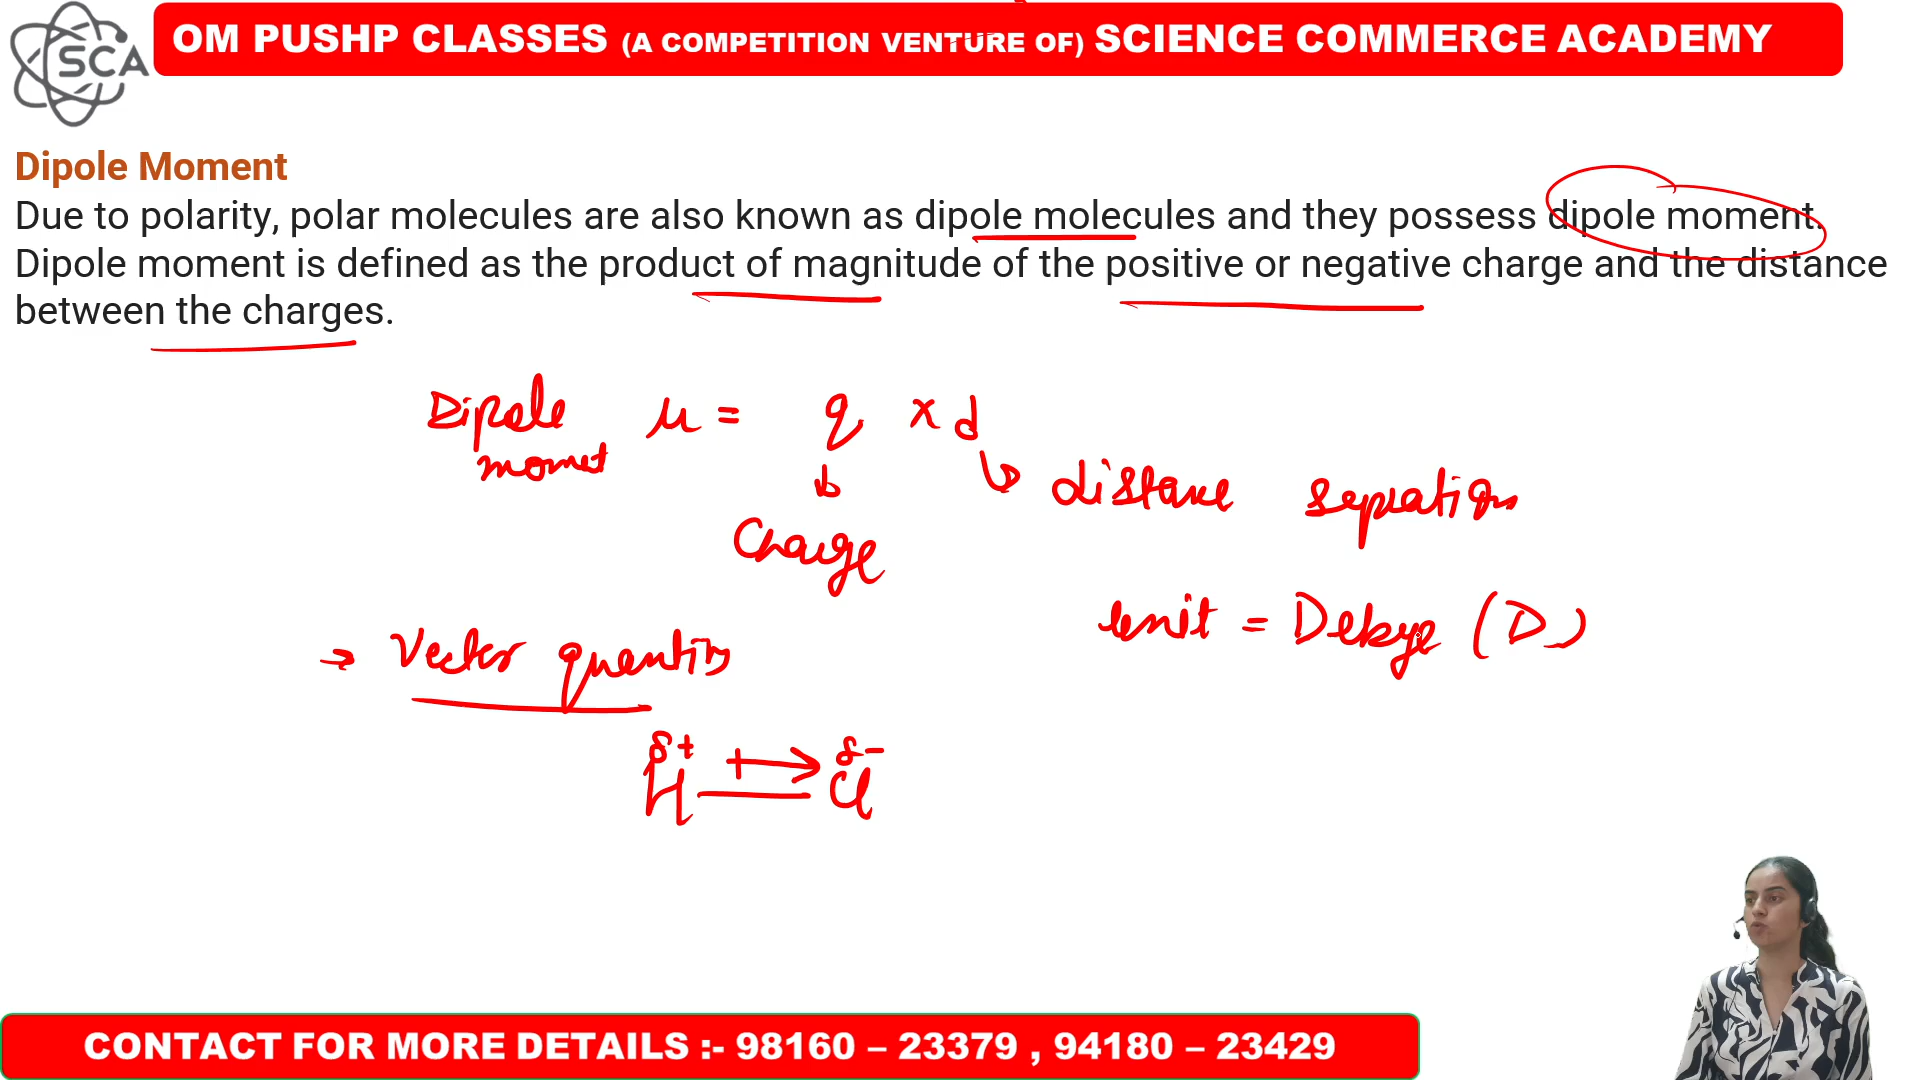 SCA
OM PUSHP CLASSES (A COMPETITION VENTURE OF) SCIENCE COMMERCE ACADEMY
Dipole Moment
Due to polarity, polar molecules are also known as dipole molecules and they possess dipole moment.
Dipole moment is defined as the product of magnitude of the positive or negative charge and the distance
between the charges.
Dipole μ = q x d
moment
distance sepration
Charge
unit = Debye (D)
→ Vector quantity
δ+ δ-
H Cl
CONTACT FOR MORE DETAILS :- 98160 – 23379 , 94180 – 23429